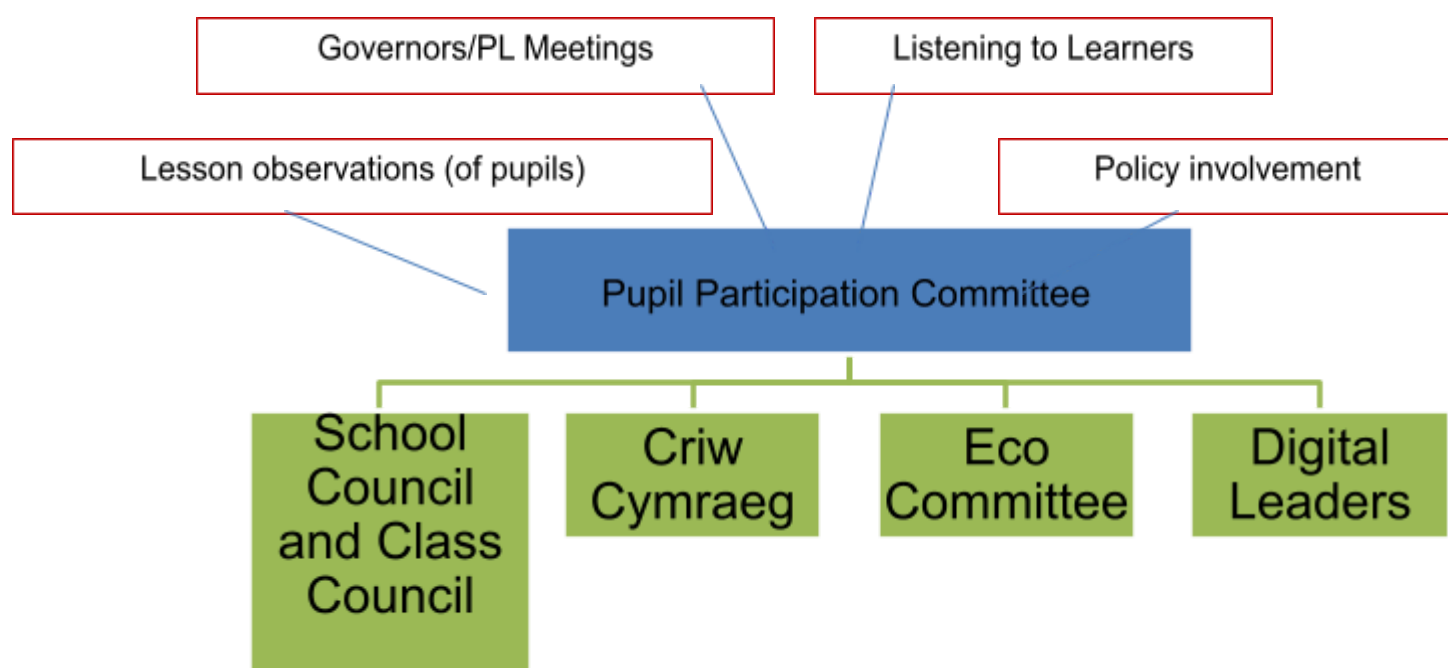 Governors/PL Meetings
Listening to Learners
Lesson observations (of pupils)
Policy involvement
Pupil Participation Committee
School
Council
and Class
Council
Criw
Cymraeg
Eco
Committee
Digital
Leaders